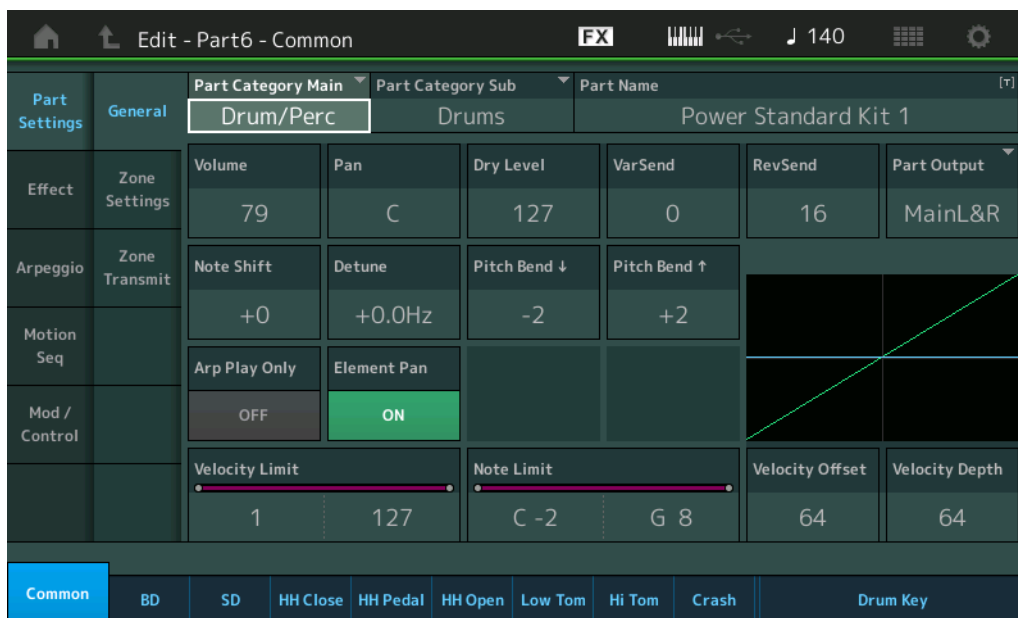 Edit - Part6 - Common
FX
♩ 140
Part Settings
General
Part Category Main
Drum/Perc
Part Category Sub
Drums
Part Name
[T]
Power Standard Kit 1
Effect
Zone Settings
Volume
79
Pan
C
Dry Level
127
VarSend
0
RevSend
16
Part Output
MainL&R
Arpeggio
Zone Transmit
Note Shift
+0
Detune
+0.0Hz
Pitch Bend ↓
-2
Pitch Bend ↑
+2
Motion Seq
Arp Play Only
OFF
Element Pan
ON
Mod / Control
Velocity Limit
1
127
Note Limit
C -2
G 8
Velocity Offset
64
Velocity Depth
64
Common
BD
SD
HH Close
HH Pedal
HH Open
Low Tom
Hi Tom
Crash
Drum Key